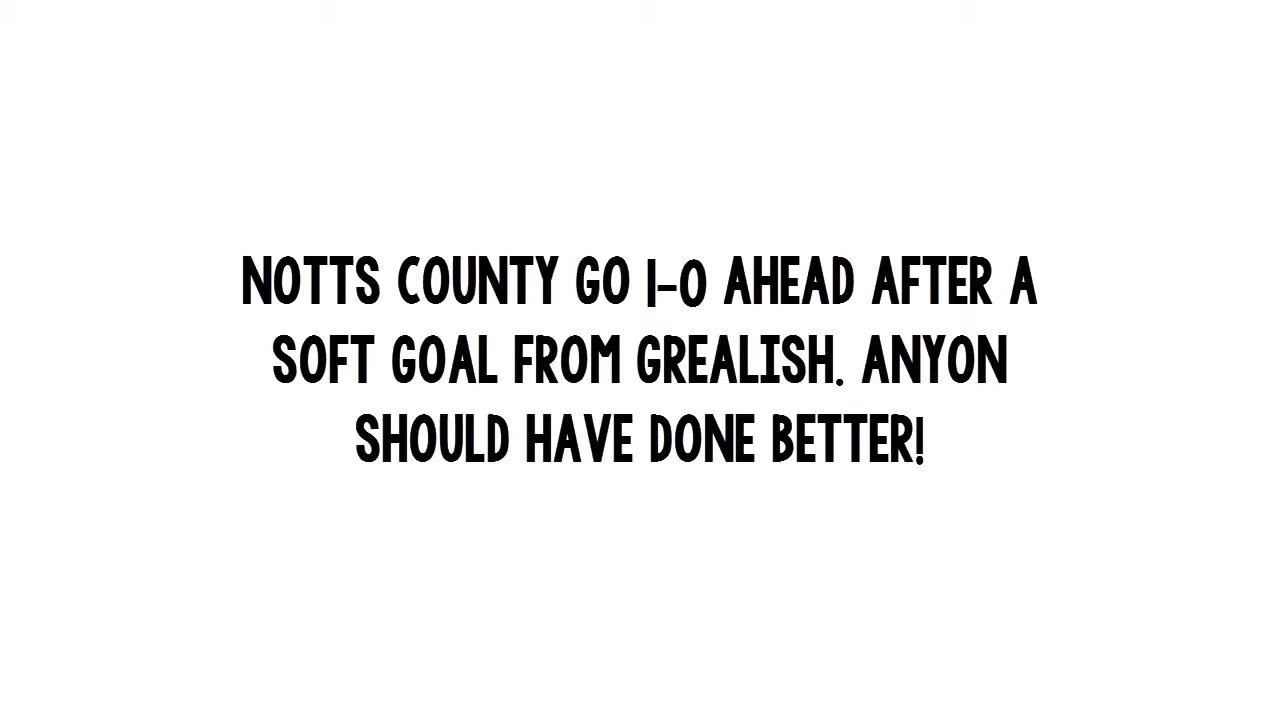 NOTTS COUNTY GO 1-0 AHEAD AFTER A
SOFT GOAL FROM GREALISH. ANYON
SHOULD HAVE DONE BETTER!